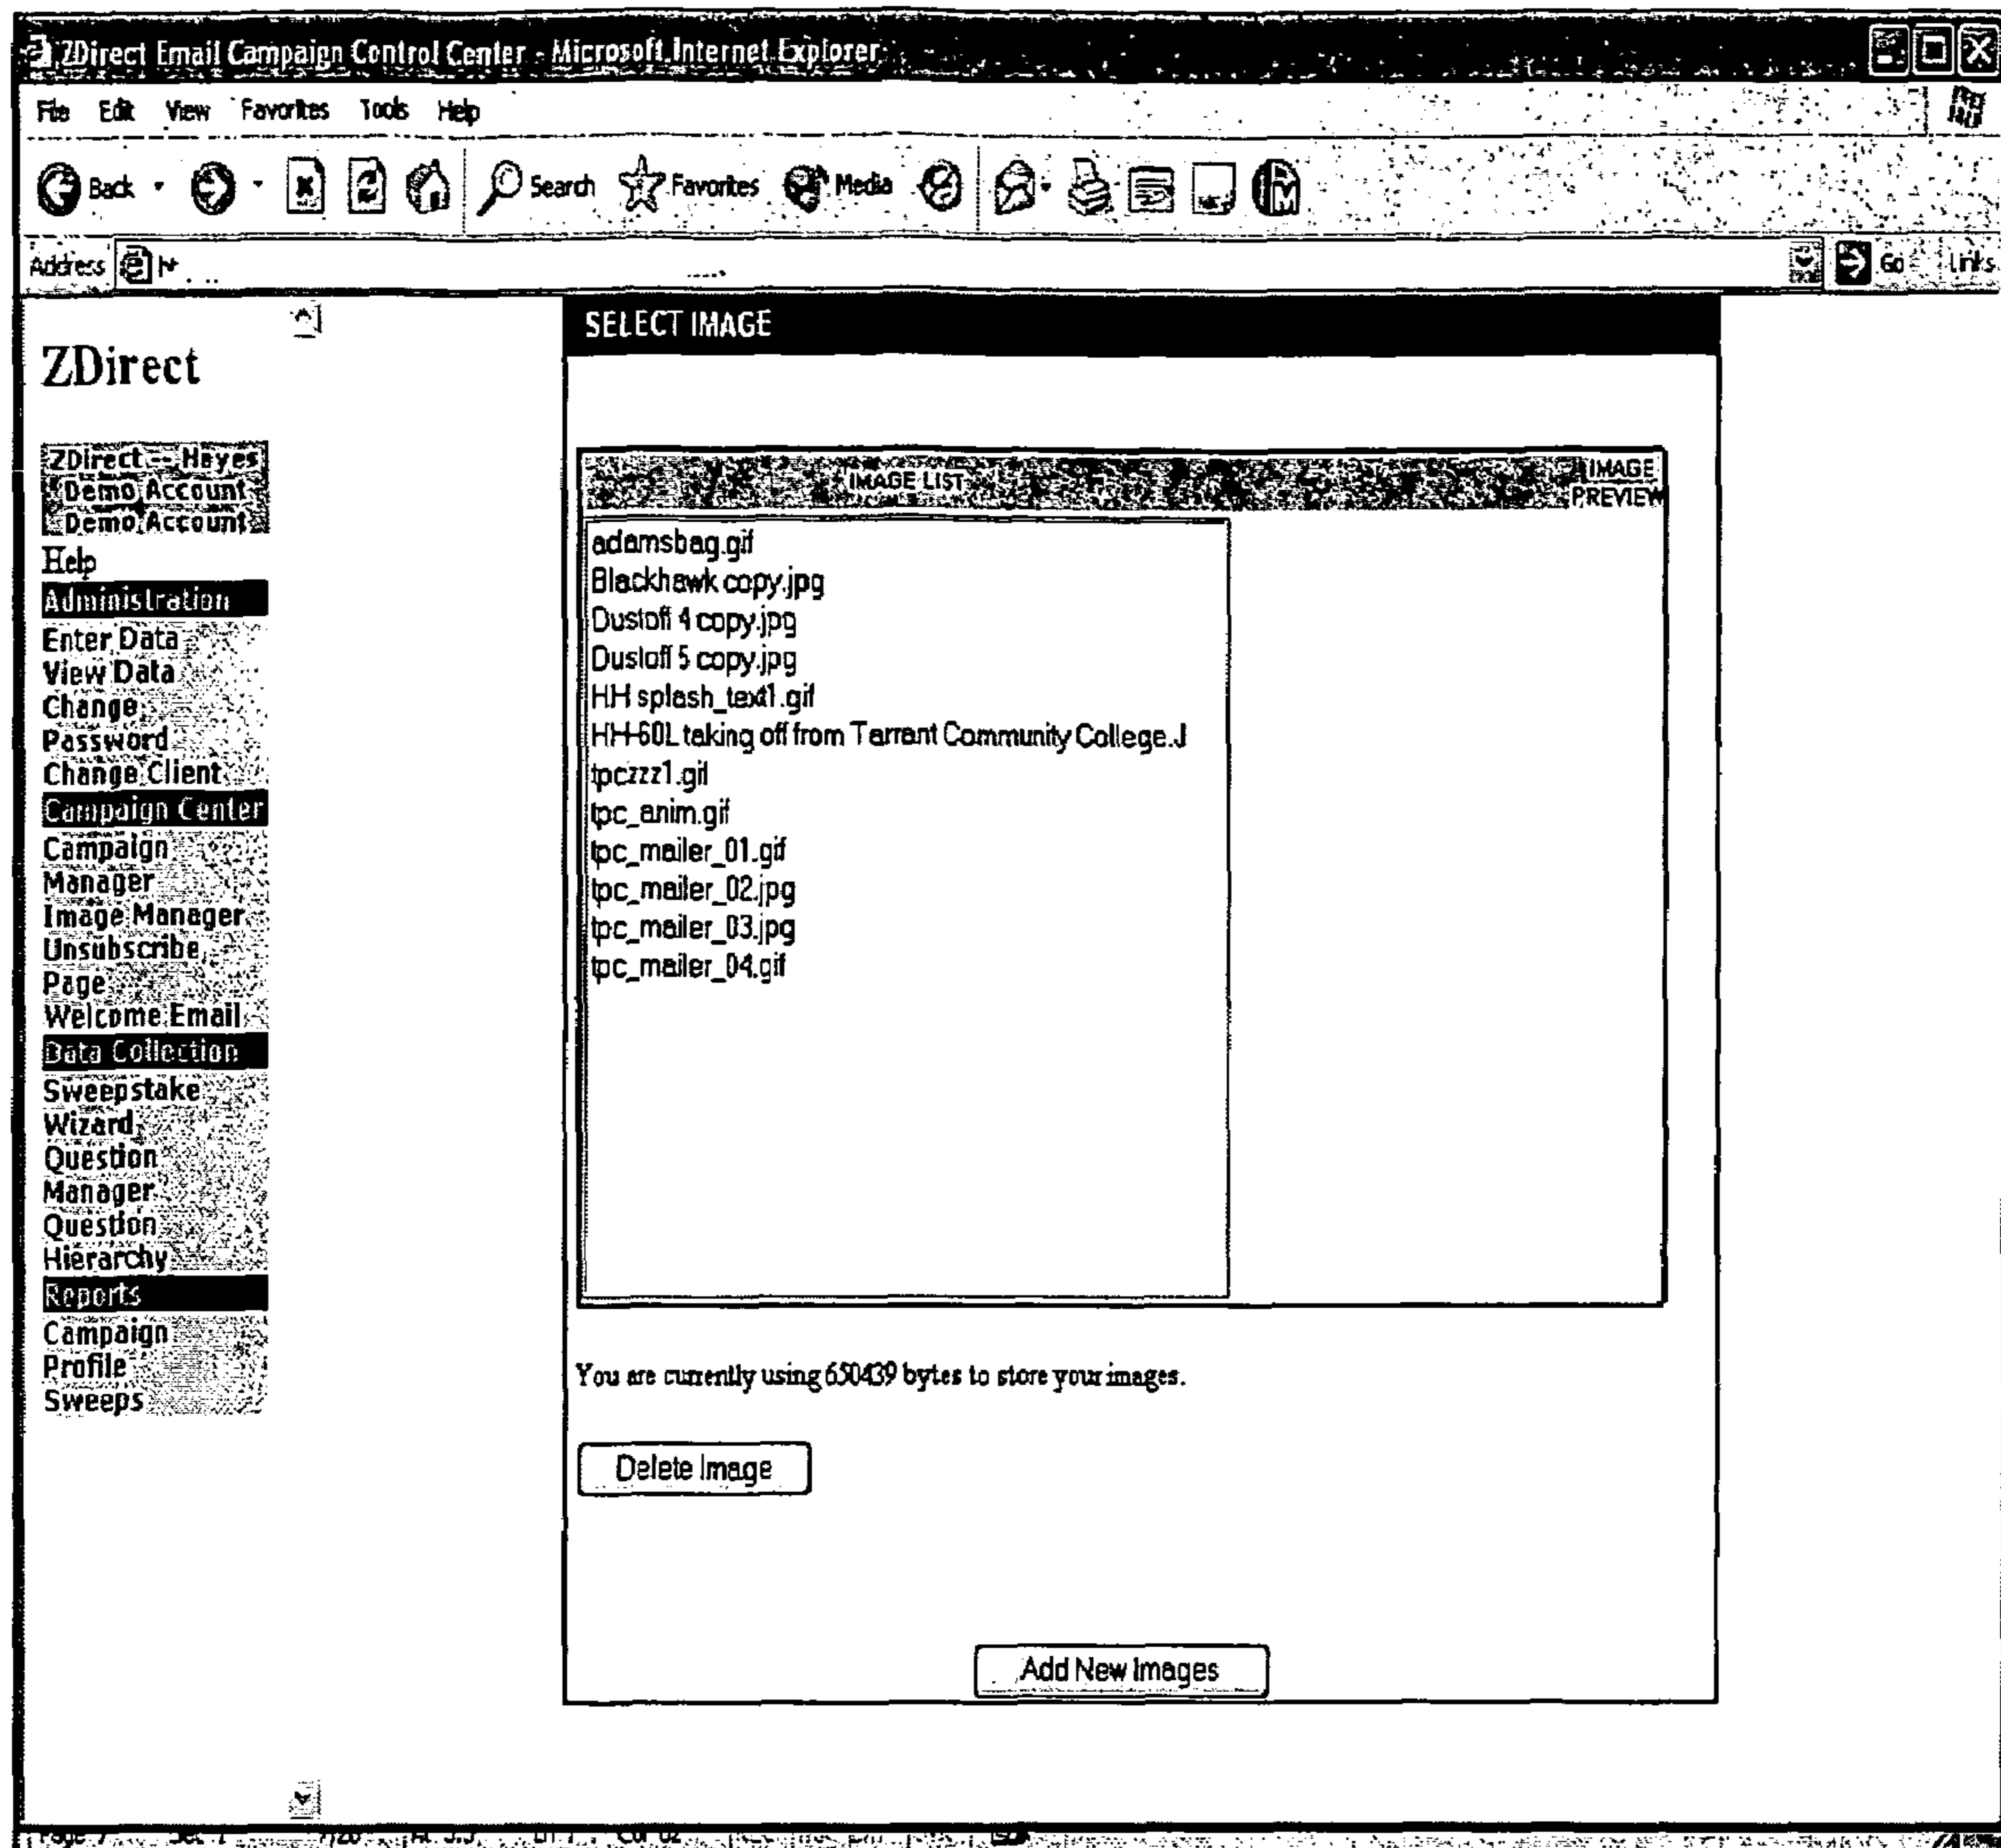 ZDirect Email Campaign Control Center - Microsoft Internet Explorer
File Edit View Favorites Tools Help
Back Search Favorites Media
Address Go Links
ZDirect
ZDirect -- Hayes
Demo Account
Demo Account
Help
Administration
Enter Data
View Data
Change
Password
Change Client
Campaign Center
Campaign
Manager
Image Manager
Unsubscribe
Page
Welcome Email
Data Collection
Sweepstake
Wizard
Question
Manager
Question
Hierarchy
Reports
Campaign
Profile
Sweeps
SELECT IMAGE
IMAGE LIST
IMAGE
PREVIEW
adamsbag.gif
Blackhawk copy.jpg
Dustoff 4 copy.jpg
Dustoff 5 copy.jpg
HH splash_text1.gif
HH-60L taking off from Tarrant Community College.J
tpczzz1.gif
tpc_anim.gif
tpc_mailer_01.gif
tpc_mailer_02.jpg
tpc_mailer_03.jpg
tpc_mailer_04.gif
You are currently using 650439 bytes to store your images.
Delete Image
Add New Images